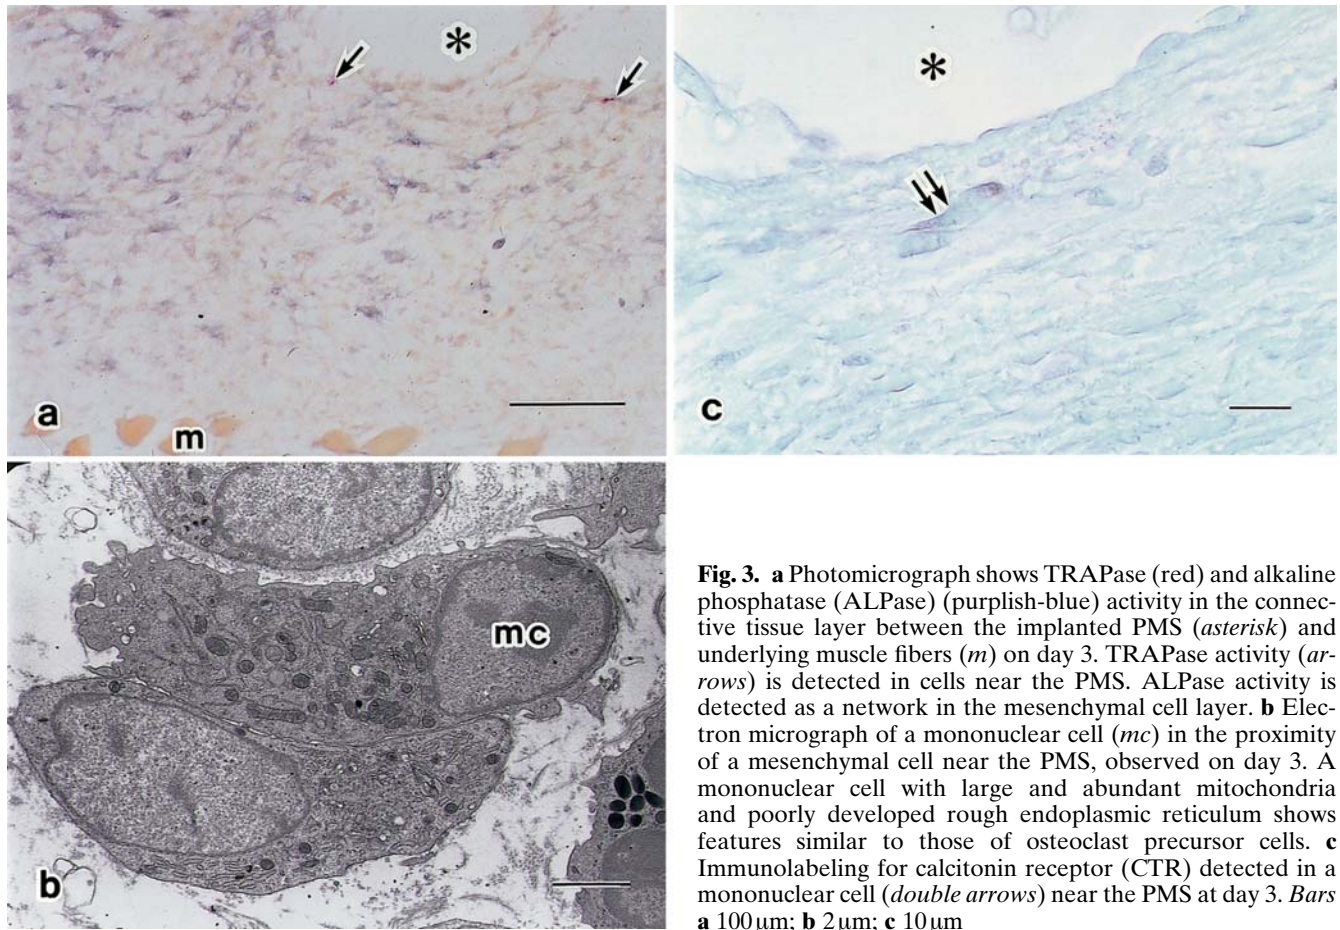 *
*
a
m
c
mc
b
Fig. 3. a Photomicrograph shows TRAPase (red) and alkaline
phosphatase (ALPase) (purplish-blue) activity in the connec-
tive tissue layer between the implanted PMS (asterisk) and
underlying muscle fibers (m) on day 3. TRAPase activity (ar-
rows) is detected in cells near the PMS. ALPase activity is
detected as a network in the mesenchymal cell layer. b Elec-
tron micrograph of a mononuclear cell (mc) in the proximity
of a mesenchymal cell near the PMS, observed on day 3. A
mononuclear cell with large and abundant mitochondria
and poorly developed rough endoplasmic reticulum shows
features similar to those of osteoclast precursor cells. c
Immunolabeling for calcitonin receptor (CTR) detected in a
mononuclear cell (double arrows) near the PMS at day 3. Bars
a 100 μm; b 2 μm; c 10 μm